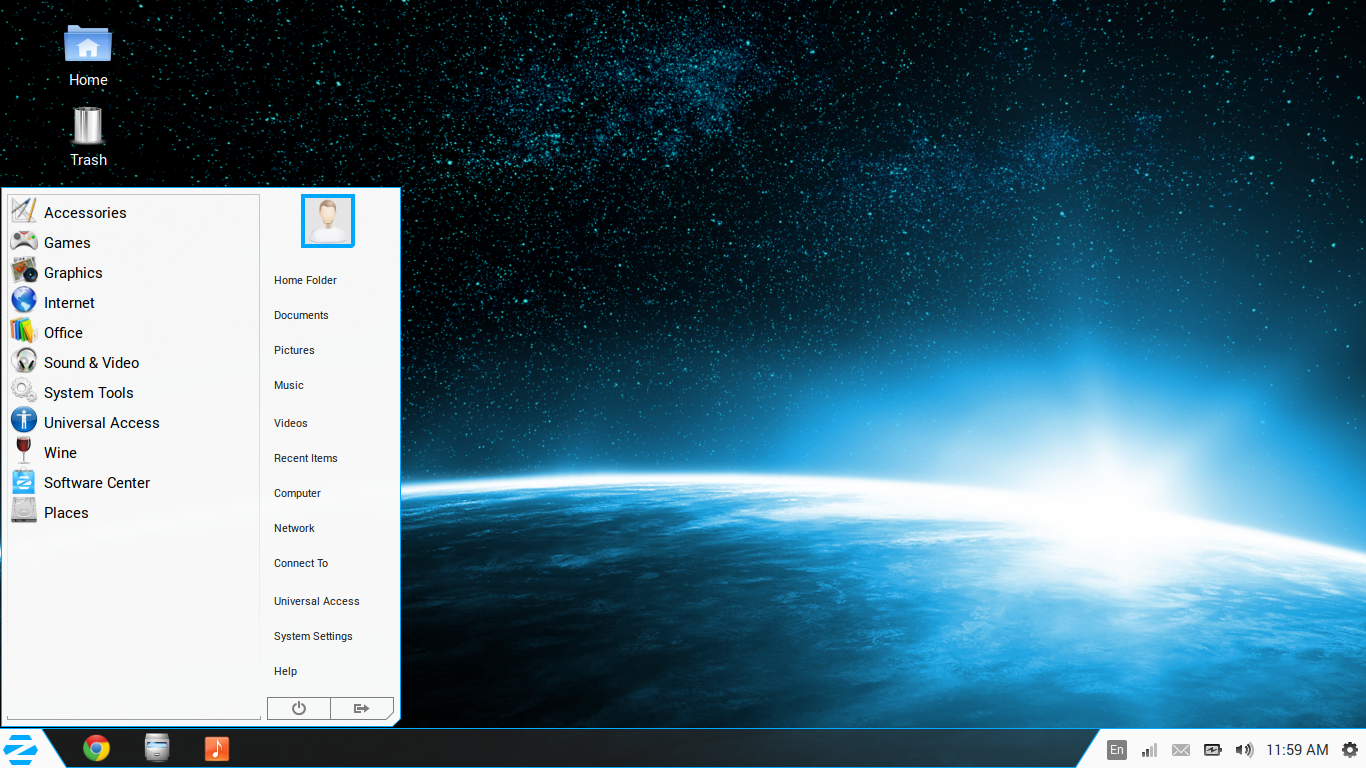 Home
Trash
Accessories
Games
Graphics
Internet
Office
Sound & Video
System Tools
Universal Access
Wine
Software Center
Places
Home Folder
Documents
Pictures
Music
Videos
Recent Items
Computer
Network
Connect To
Universal Access
System Settings
Help
En
11:59 AM